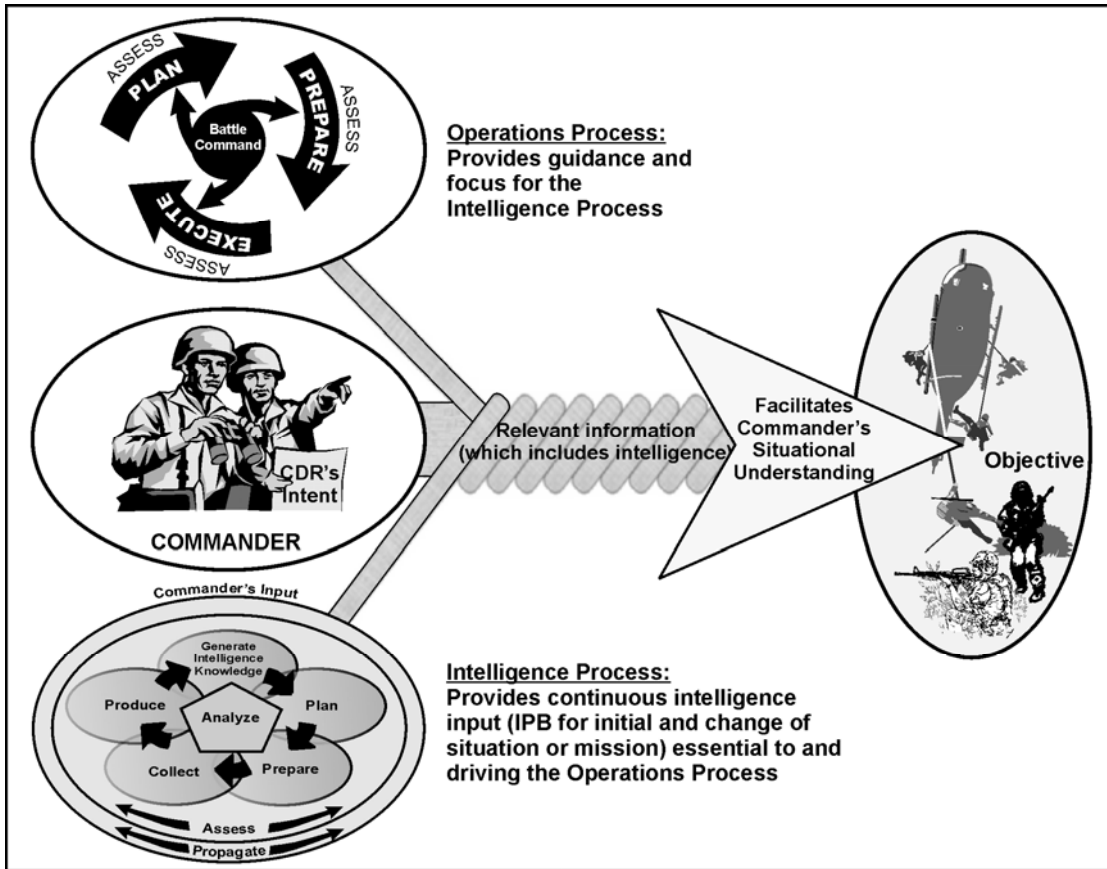 ASSESS
PLAN
ASSESS
PREPARE
Battle
Command
EXECUTE
ASSESS
Operations Process:
Provides guidance and
focus for the
Intelligence Process
CDR's
Intent
COMMANDER
Relevant information
(which includes intelligence)
Facilitates
Commander's
Situational
Understanding
Objective
Commander's Input
Generate
Intelligence
Knowledge
Produce
Analyze
Plan
Collect
Prepare
Assess
Propagate
Intelligence Process:
Provides continuous intelligence
input (IPB for initial and change of
situation or mission) essential to and
driving the Operations Process